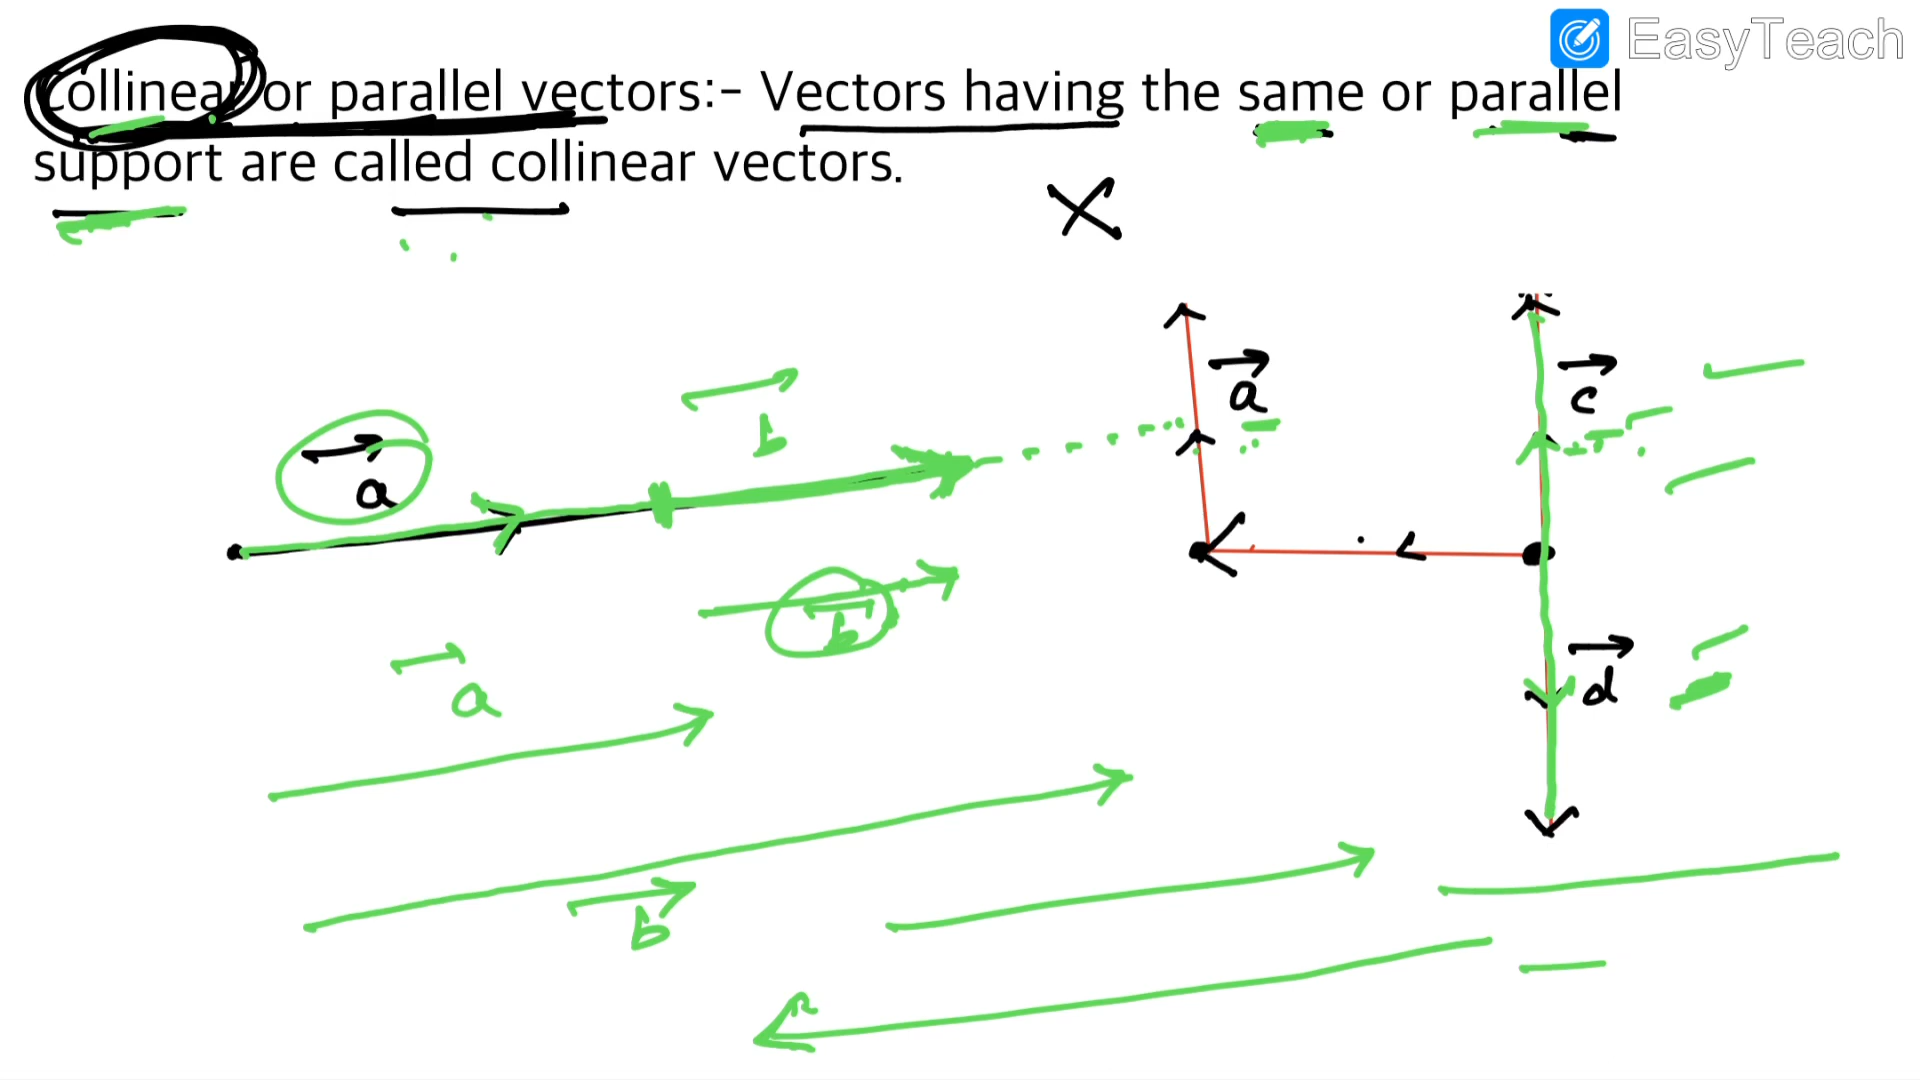 EasyTeach
Collinear or parallel vectors:- Vectors having the same or parallel
support are called collinear vectors.
a
c
b
a
b
d
a
b